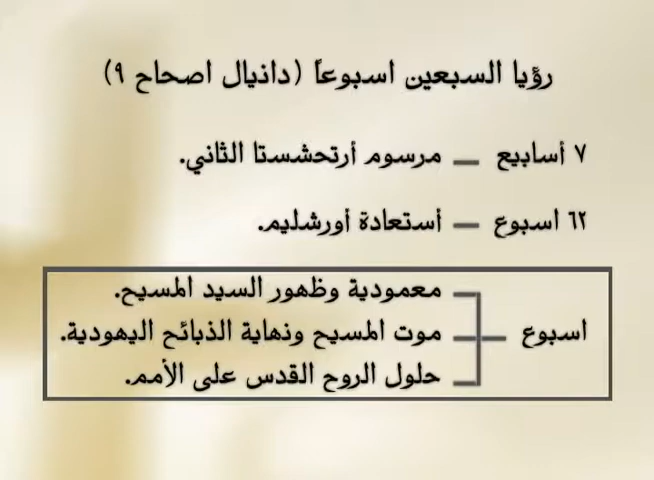 رؤيا السبعين اسبوعاً (دانيال اصحاح ٩)
٧ أسابيع — مرسوم أرتحشستا الثاني.
٦٢ اسبوع — أستعادة أورشليم.
معمودية وظهور السيد المسيح.
اسبوع — موت المسيح ونهاية الذبائح اليهودية.
حلول الروح القدس على الأمم.